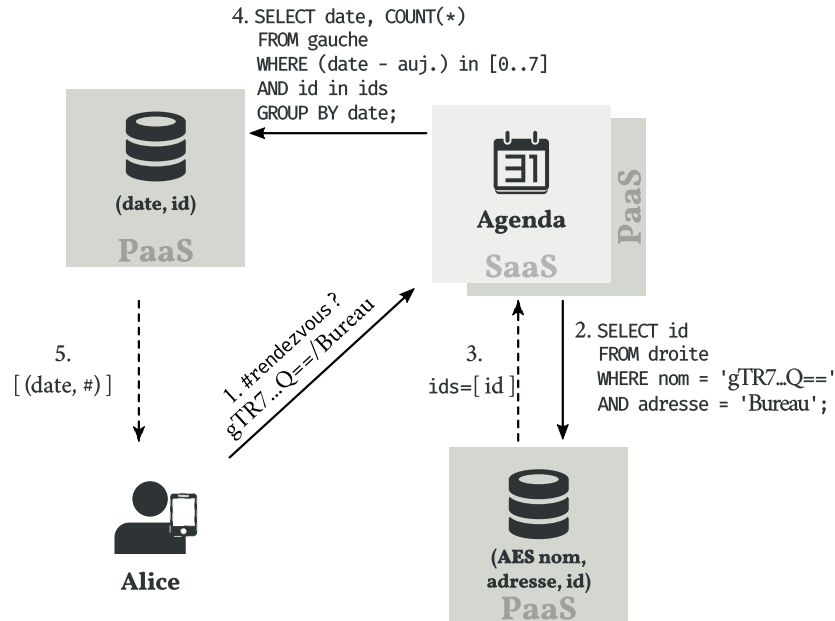 4. SELECT date, COUNT(*)
FROM gauche
WHERE (date - auj.) in [0..7]
AND id in ids
GROUP BY date;
(date, id)
PaaS
31
Agenda
SaaS
PaaS
5.
[ (date, #) ]
1. #rendezvous ?
gTR7...Q==/Bureau
3.
ids=[ id ]
2. SELECT id
FROM droite
WHERE nom = 'gTR7...Q=='
AND adresse = 'Bureau';
Alice
(AES nom,
adresse, id)
PaaS